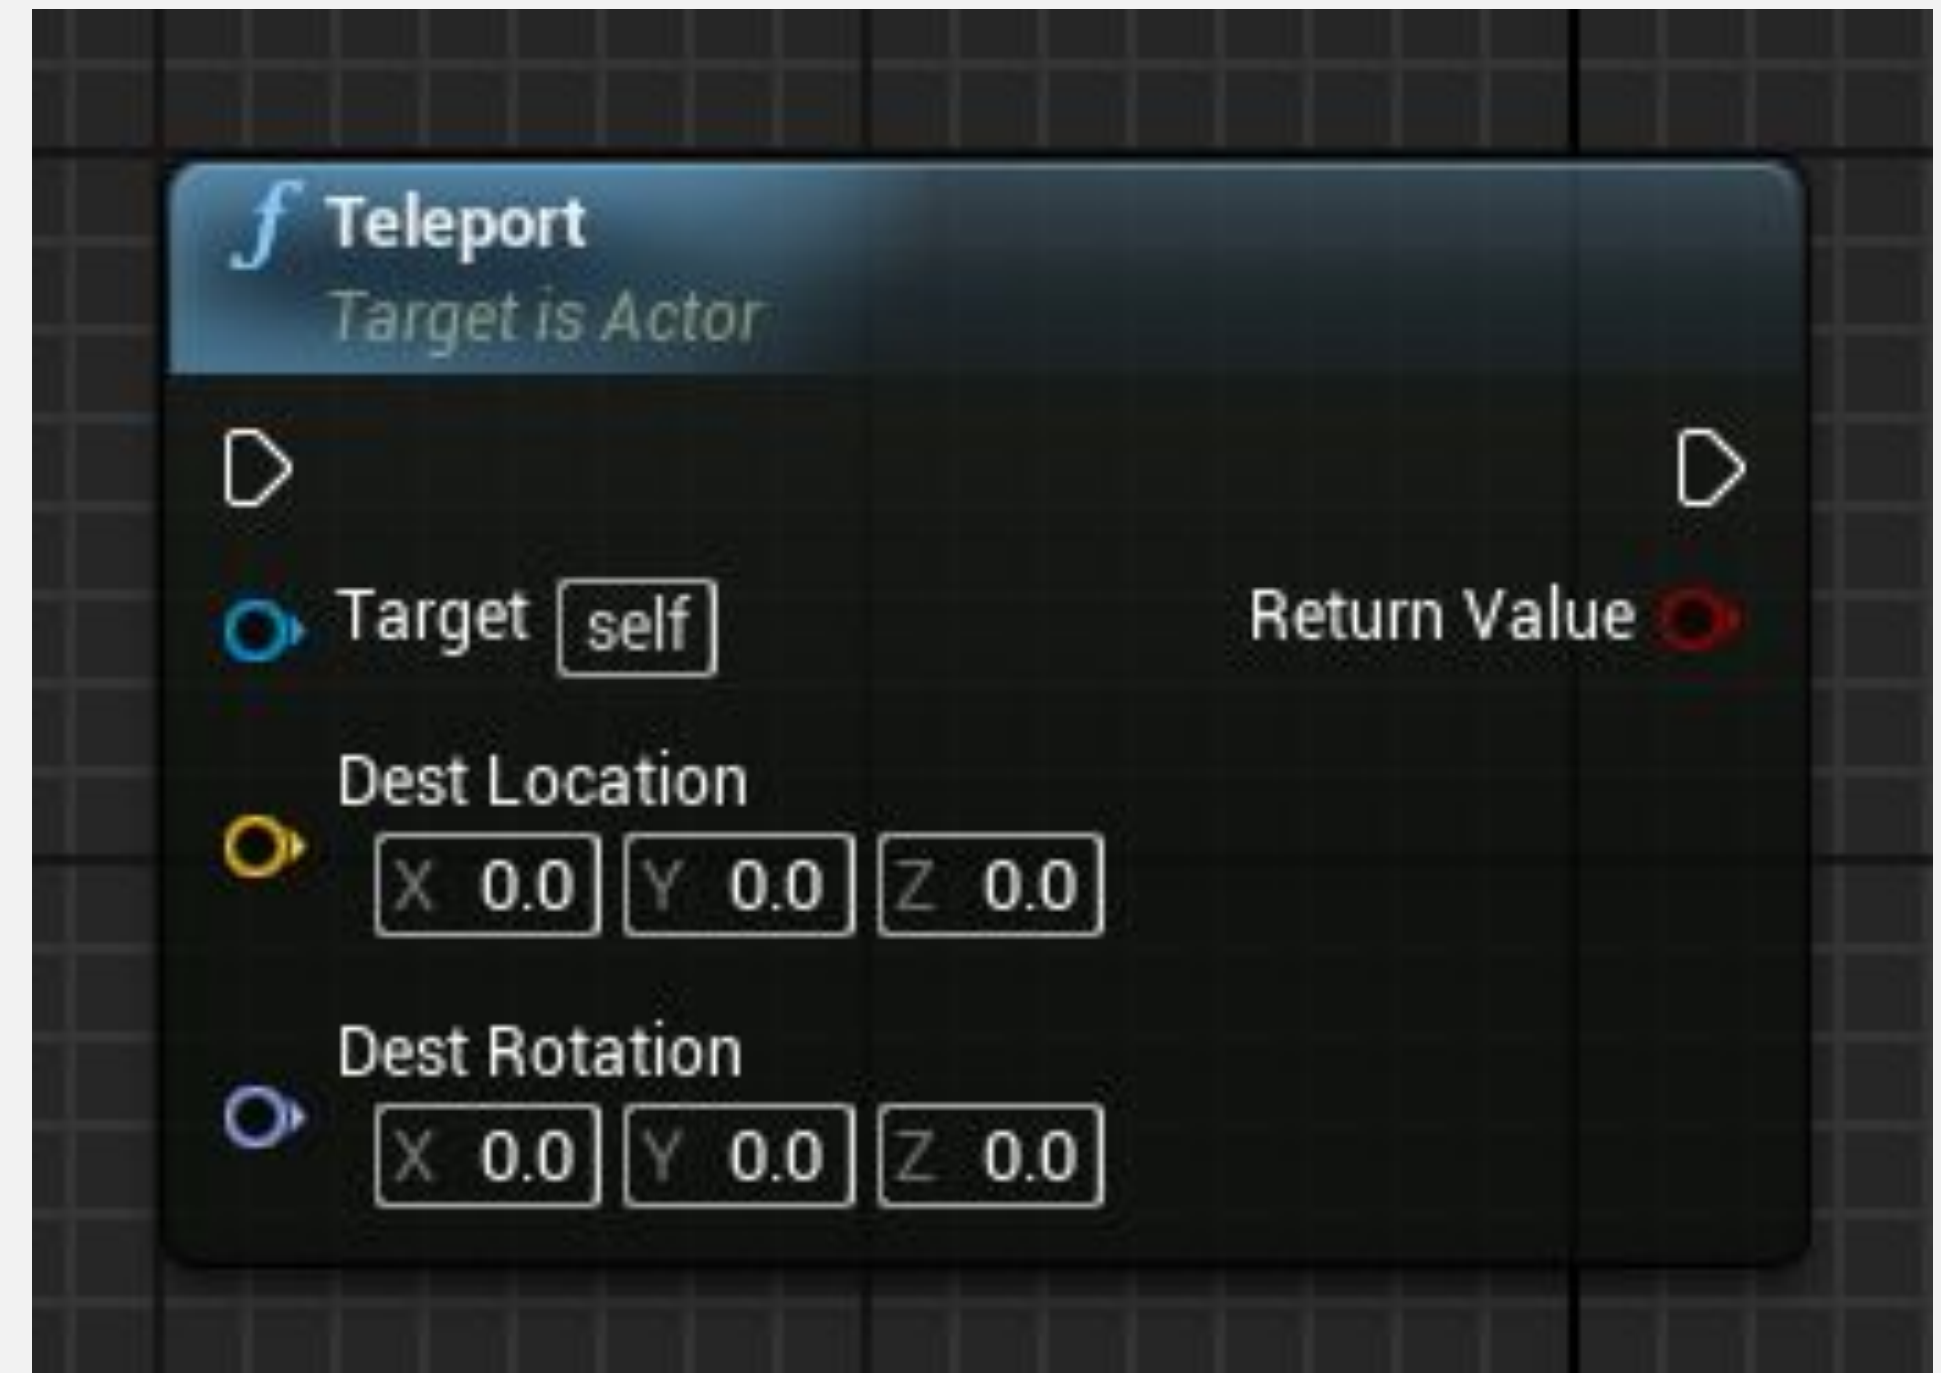 f Teleport
Target is Actor
Target self
Return Value
Dest Location
X 0.0 Y 0.0 Z 0.0
Dest Rotation
X 0.0 Y 0.0 Z 0.0